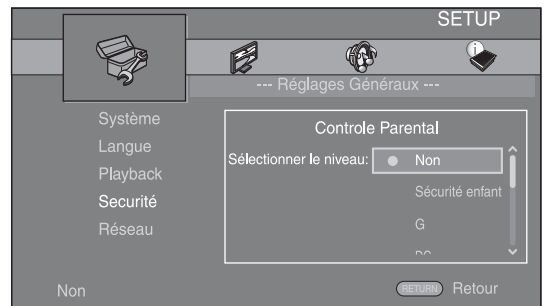 SETUP
--- Réglages Généraux ---
Système
Langue
Playback
Securité
Réseau
Controle Parental
Sélectionner le niveau: Non
Sécurité enfant
G
Non
RETURN Retour